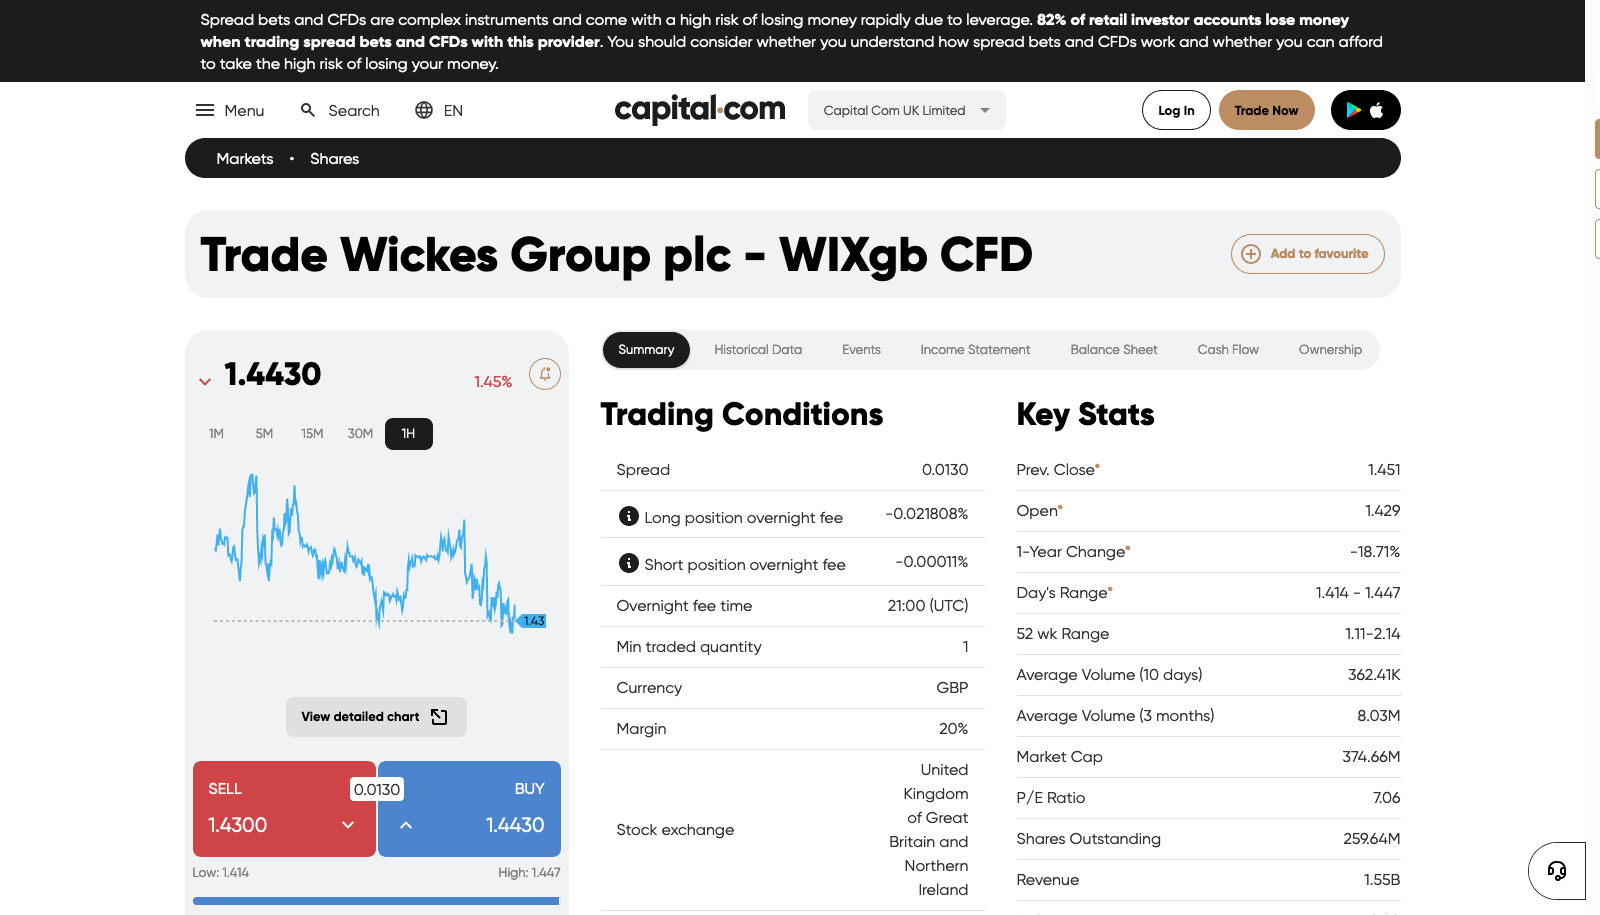 Spread bets and CFDs are complex instruments and come with a high risk of losing money rapidly due to leverage. 82% of retail investor accounts lose money
when trading spread bets and CFDs with this provider. You should consider whether you understand how spread bets and CFDs work and whether you can afford
to take the high risk of losing your money.
Menu Search EN capital.com Capital Com UK Limited Log In Trade Now
Markets • Shares
Trade Wickes Group plc - WIXgb CFD Add to favourite
1.4430 1.45%
1M 5M 15M 30M 1H
1.43
View detailed chart
SELL 0.0130 BUY
1.4300 1.4430
Low: 1.414 High: 1.447
Summary Historical Data Events Income Statement Balance Sheet Cash Flow Ownership
Trading Conditions
Spread 0.0130
Long position overnight fee -0.021808%
Short position overnight fee -0.00011%
Overnight fee time 21:00 (UTC)
Min traded quantity 1
Currency GBP
Margin 20%
Stock exchange
United
Kingdom
of Great
Britain and
Northern
Ireland
Key Stats
Prev. Close* 1.451
Open* 1.429
1-Year Change* -18.71%
Day's Range* 1.414 - 1.447
52 wk Range 1.11-2.14
Average Volume (10 days) 362.41K
Average Volume (3 months) 8.03M
Market Cap 374.66M
P/E Ratio 7.06
Shares Outstanding 259.64M
Revenue 1.55B